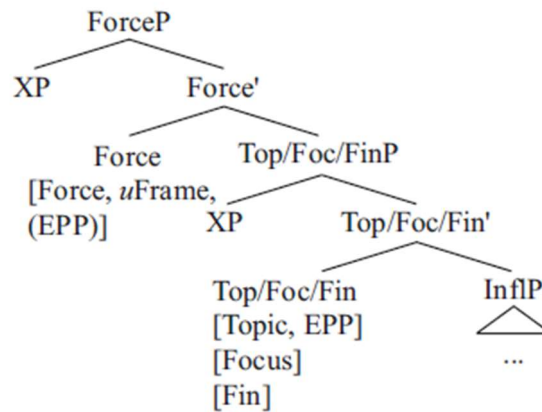 ForceP
XP Force'
Force Top/Foc/FinP
[Force, uFrame,
(EPP)] XP Top/Foc/Fin'
Top/Foc/Fin InflP
[Topic, EPP]
[Focus] ...
[Fin]